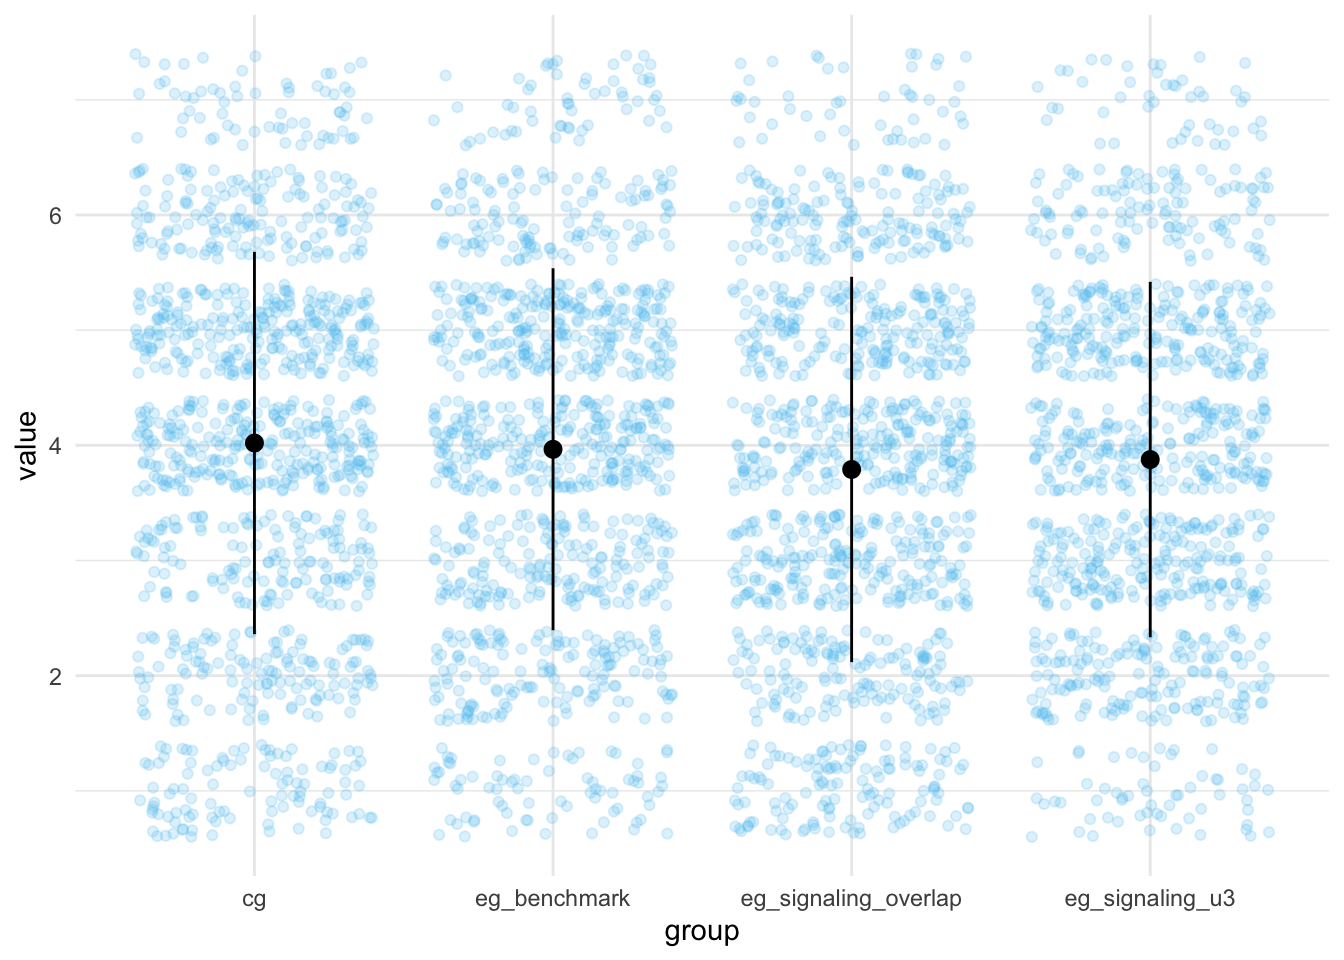 6
4
2
value
cg
eg_benchmark
eg_signaling_overlap
eg_signaling_u3
group